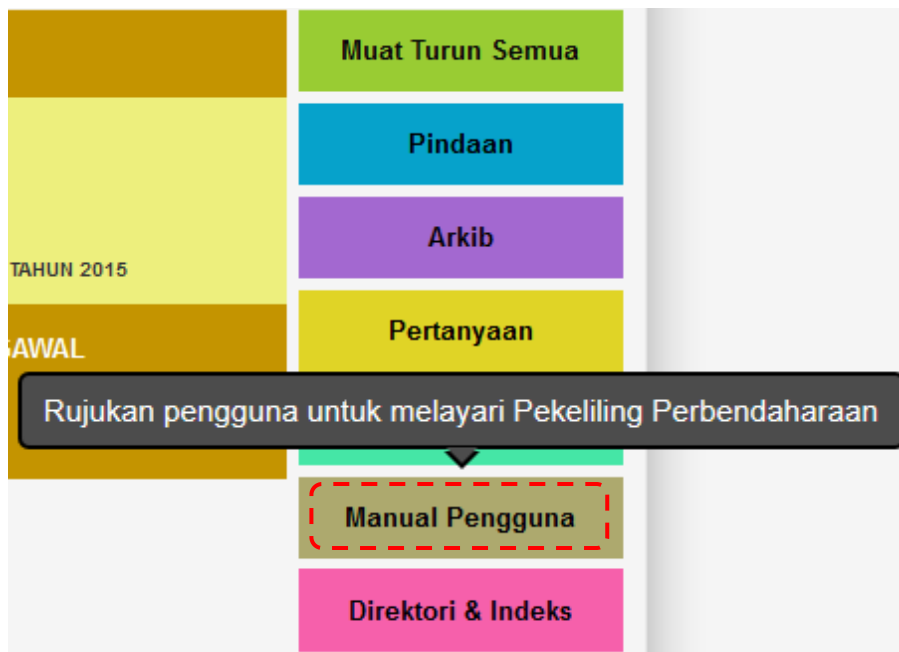 Muat Turun Semua
Pindaan
Arkib
TAHUN 2015
Pertanyaan
Rujukan pengguna untuk melayari Pekeliling Perbendaharaan
Manual Pengguna
Direktori & Indeks